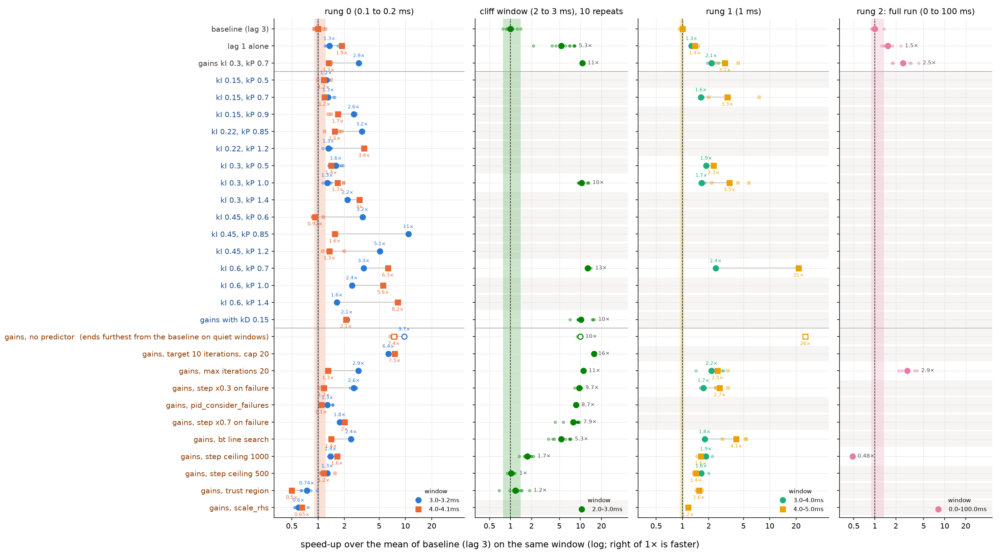 rung 0 (0.1 to 0.2 ms)
cliff window (2 to 3 ms), 10 repeats
rung 1 (1 ms)
rung 2: full run (0 to 100 ms)
baseline (lag 3)
lag 1 alone
1.3×
1.9×
5.3×
1.3×
1.4×
1.5×
gains kI 0.3, kP 0.7
2.9×
1.3×
11×
2.1×
3.1×
2.5×
kI 0.15, kP 0.5
1.2×
1.2×
kI 0.15, kP 0.7
1.3×
1.2×
1.6×
3.3×
kI 0.15, kP 0.9
2.6×
1.7×
kI 0.22, kP 0.85
3.2×
1.6×
kI 0.22, kP 1.2
1.3×
3.4×
kI 0.3, kP 0.5
1.6×
1.4×
1.9×
2.3×
kI 0.3, kP 1.0
1.3×
1.7×
10×
1.7×
3.5×
kI 0.3, kP 1.4
2.2×
3×
kI 0.45, kP 0.6
3.2×
0.92×
kI 0.45, kP 0.85
11×
1.6×
kI 0.45, kP 1.2
5.1×
1.3×
kI 0.6, kP 0.7
3.3×
6.3×
13×
2.4×
21×
kI 0.6, kP 1.0
2.4×
5.6×
kI 0.6, kP 1.4
1.6×
8.2×
gains with kD 0.15
2.1×
2.1×
10×
gains, no predictor  (ends furthest from the baseline on quiet windows)
9.7×
7.4×
10×
26×
gains, target 10 iterations, cap 20
6.4×
7.5×
16×
gains, max iterations 20
2.9×
1.3×
11×
2.2×
2.5×
2.9×
gains, step x0.3 on failure
2.6×
1.2×
9.7×
1.7×
2.7×
gains, pid_consider_failures
1.3×
1.1×
8.7×
gains, step x0.7 on failure
1.8×
2×
7.9×
gains, bt line search
2.4×
1.4×
5.3×
1.8×
4.1×
gains, step ceiling 1000
1.4×
1.6×
1.7×
1.9×
1.6×
0.48×
gains, step ceiling 500
1.3×
1.2×
1×
1.6×
1.4×
gains, trust region
0.74×
0.5×
1.2×
1.6×
gains, scale_rhs
0.6×
0.65×
1.2×
window
3.0-3.2ms
4.0-4.1ms
window
2.0-3.0ms
window
3.0-4.0ms
4.0-5.0ms
window
0.0-100.0ms
0.5 1 2 5 10 20
0.5 1 2 5 10 20
0.5 1 2 5 10 20
0.5 1 2 5 10 20
speed-up over the mean of baseline (lag 3) on the same window (log; right of 1× is faster)